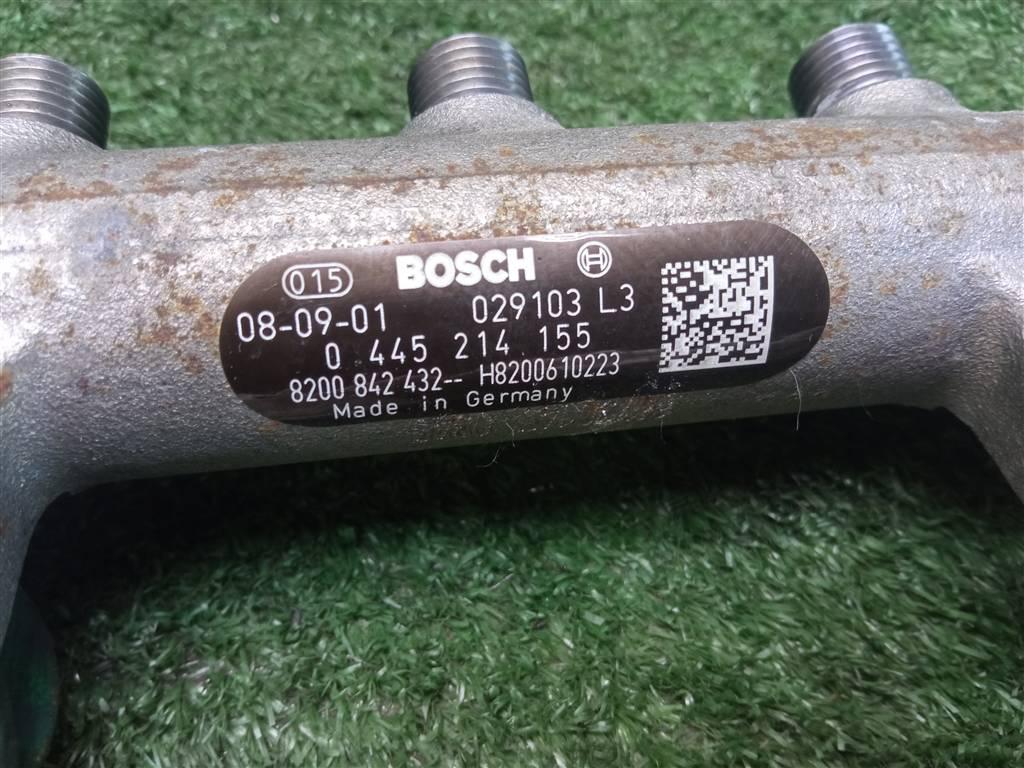 015 BOSCH H
08-09-01 029103 L3
0 445 214 155
8200 842 432-- H8200610223
Made in Germany